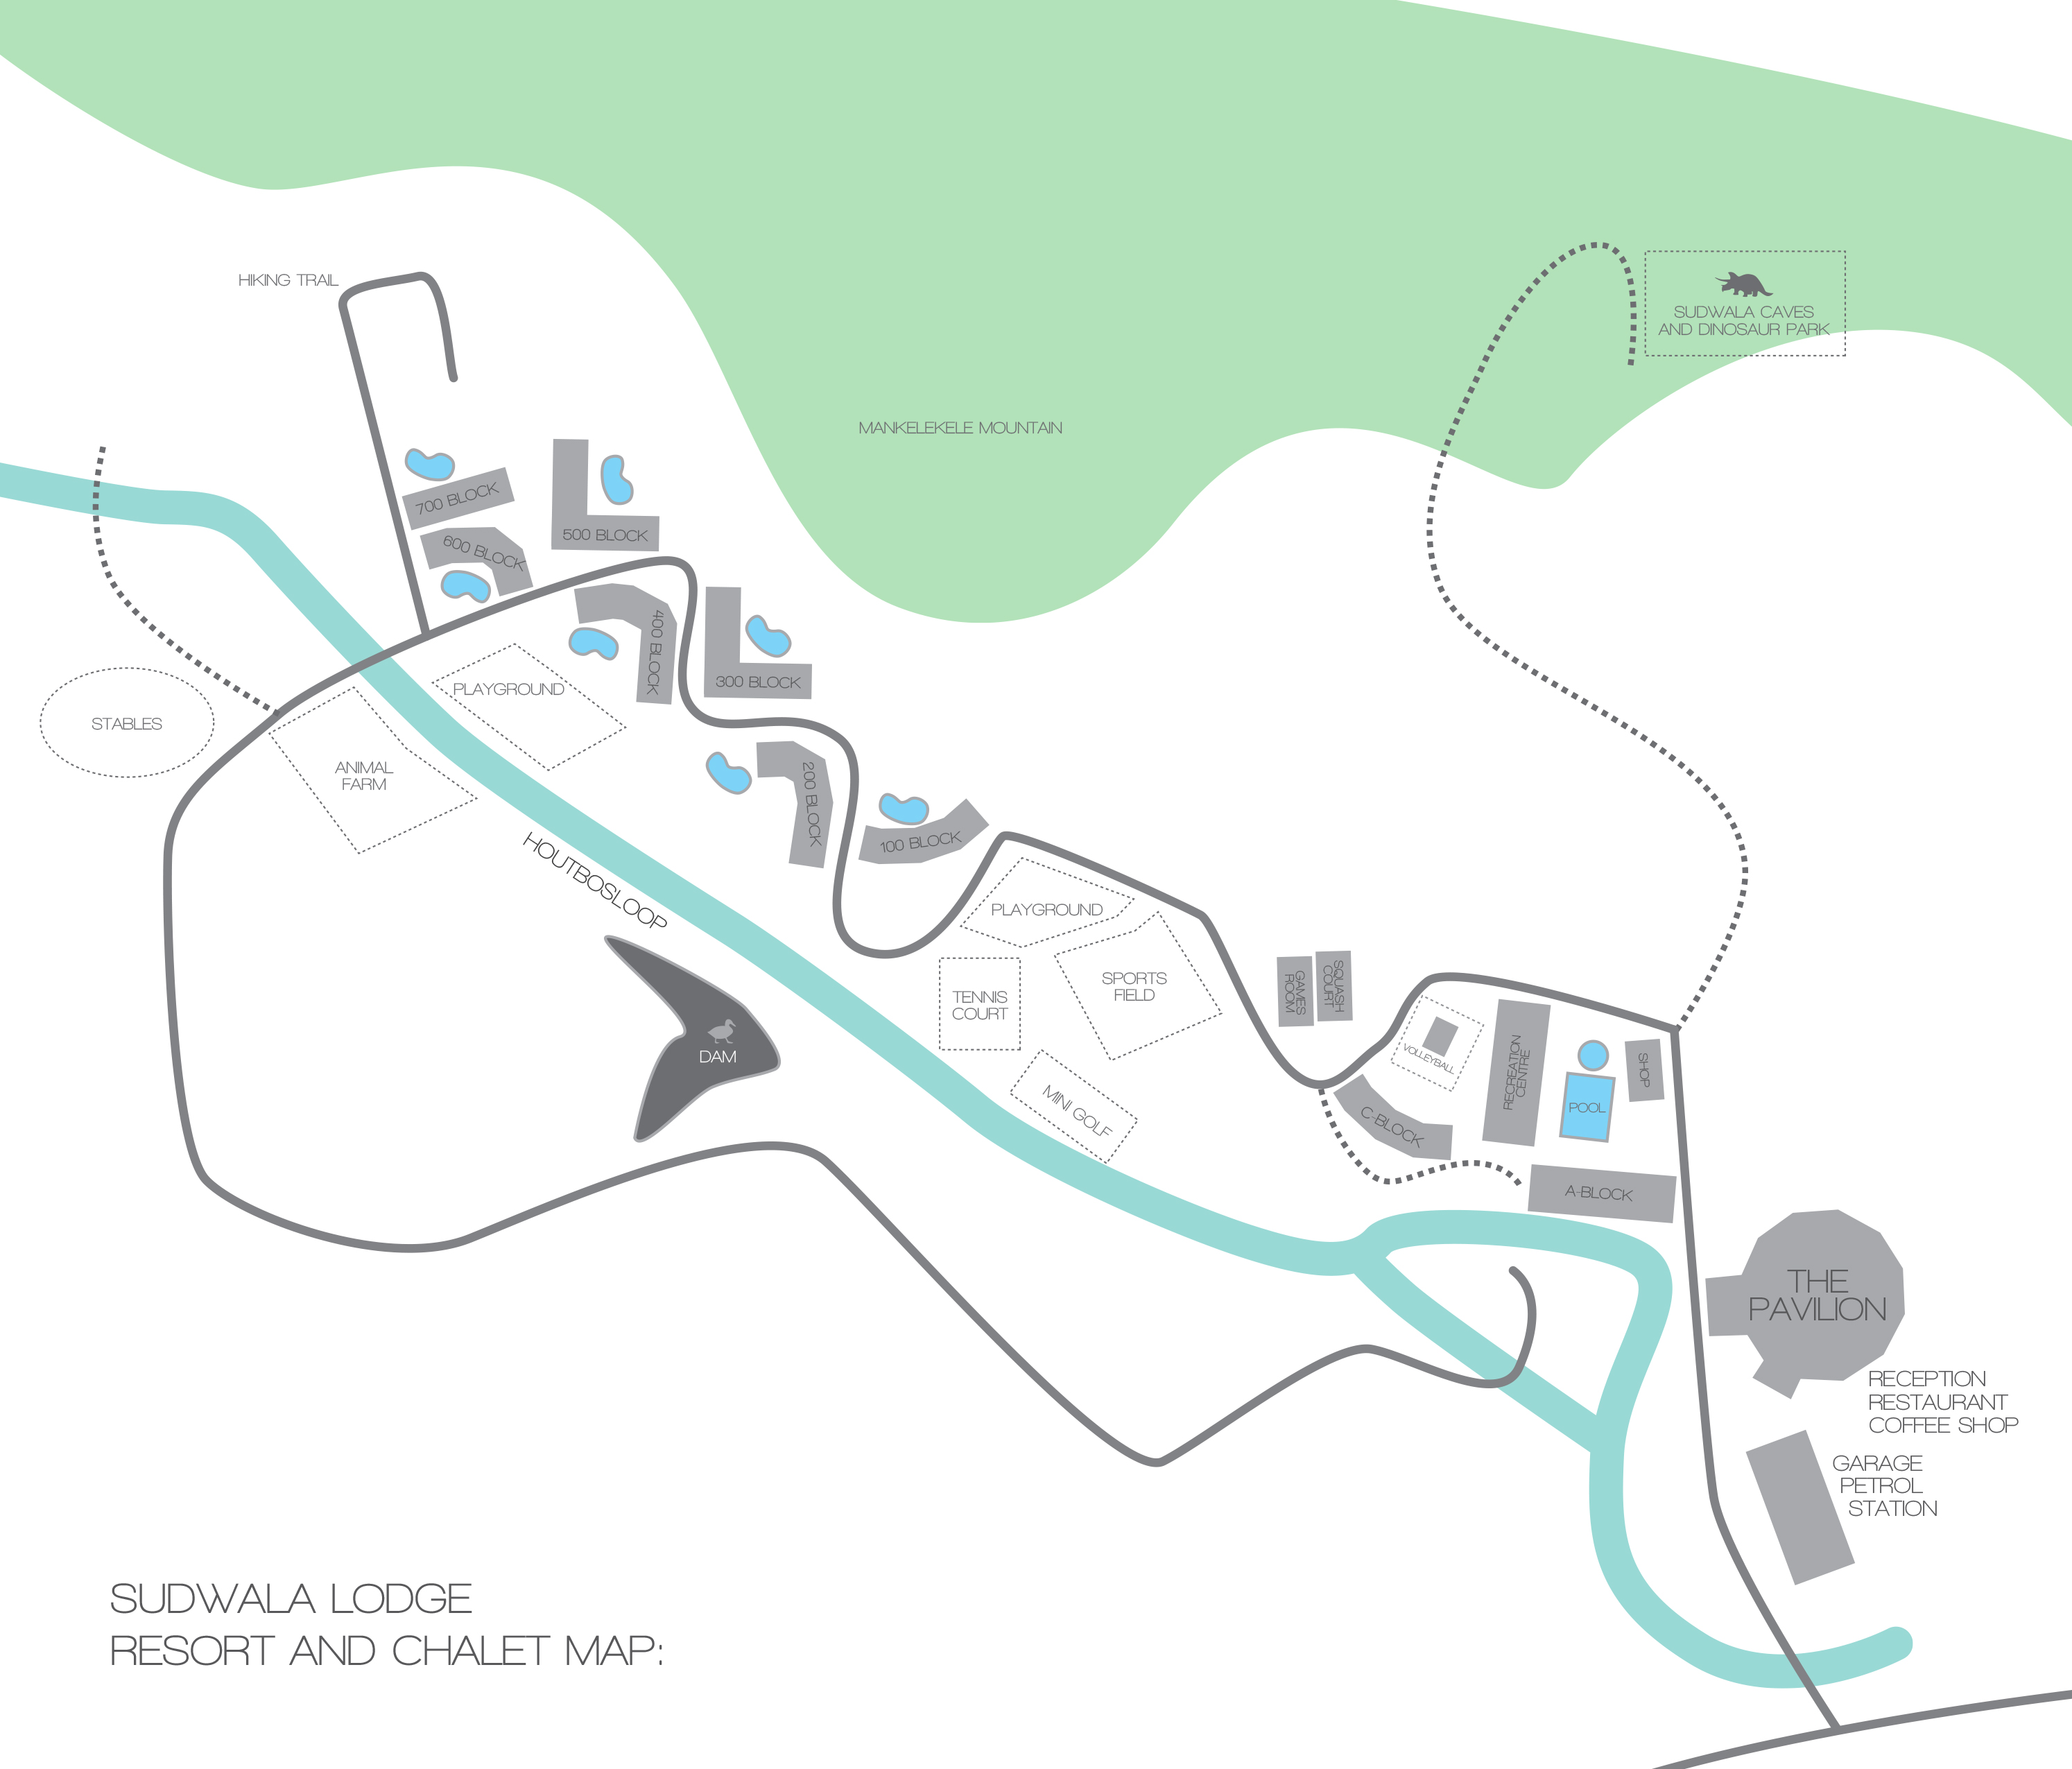 SUDWALA CAVES
AND DINOSAUR PARK
HIKING TRAIL
MANKELEKELE MOUNTAIN
700 BLOCK
500 BLOCK
600 BLOCK
400 BLOCK
300 BLOCK
PLAYGROUND
STABLES
ANIMAL
FARM
200 BLOCK
100 BLOCK
HOUTBOSLOOP
PLAYGROUND
SPORTS
FIELD
TENNIS
COURT
GAMES
ROOM
SQUASH
COURT
DAM
VOLLEYBALL
RECREATION
CENTRE
SHOP
POOL
MINI GOLF
C-BLOCK
A-BLOCK
THE
PAVILION
RECEPTION
RESTAURANT
COFFEE SHOP
GARAGE
PETROL
STATION
SUDWALA LODGE
RESORT AND CHALET MAP: